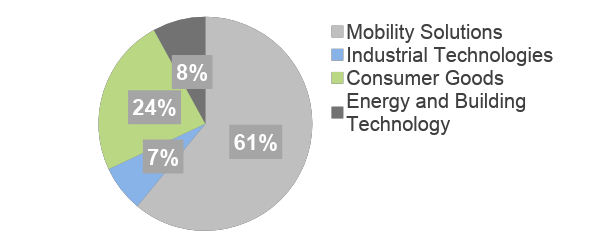 Mobility Solutions
Industrial Technologies
Consumer Goods
Energy and Building
Technology
8%
24%
61%
7%